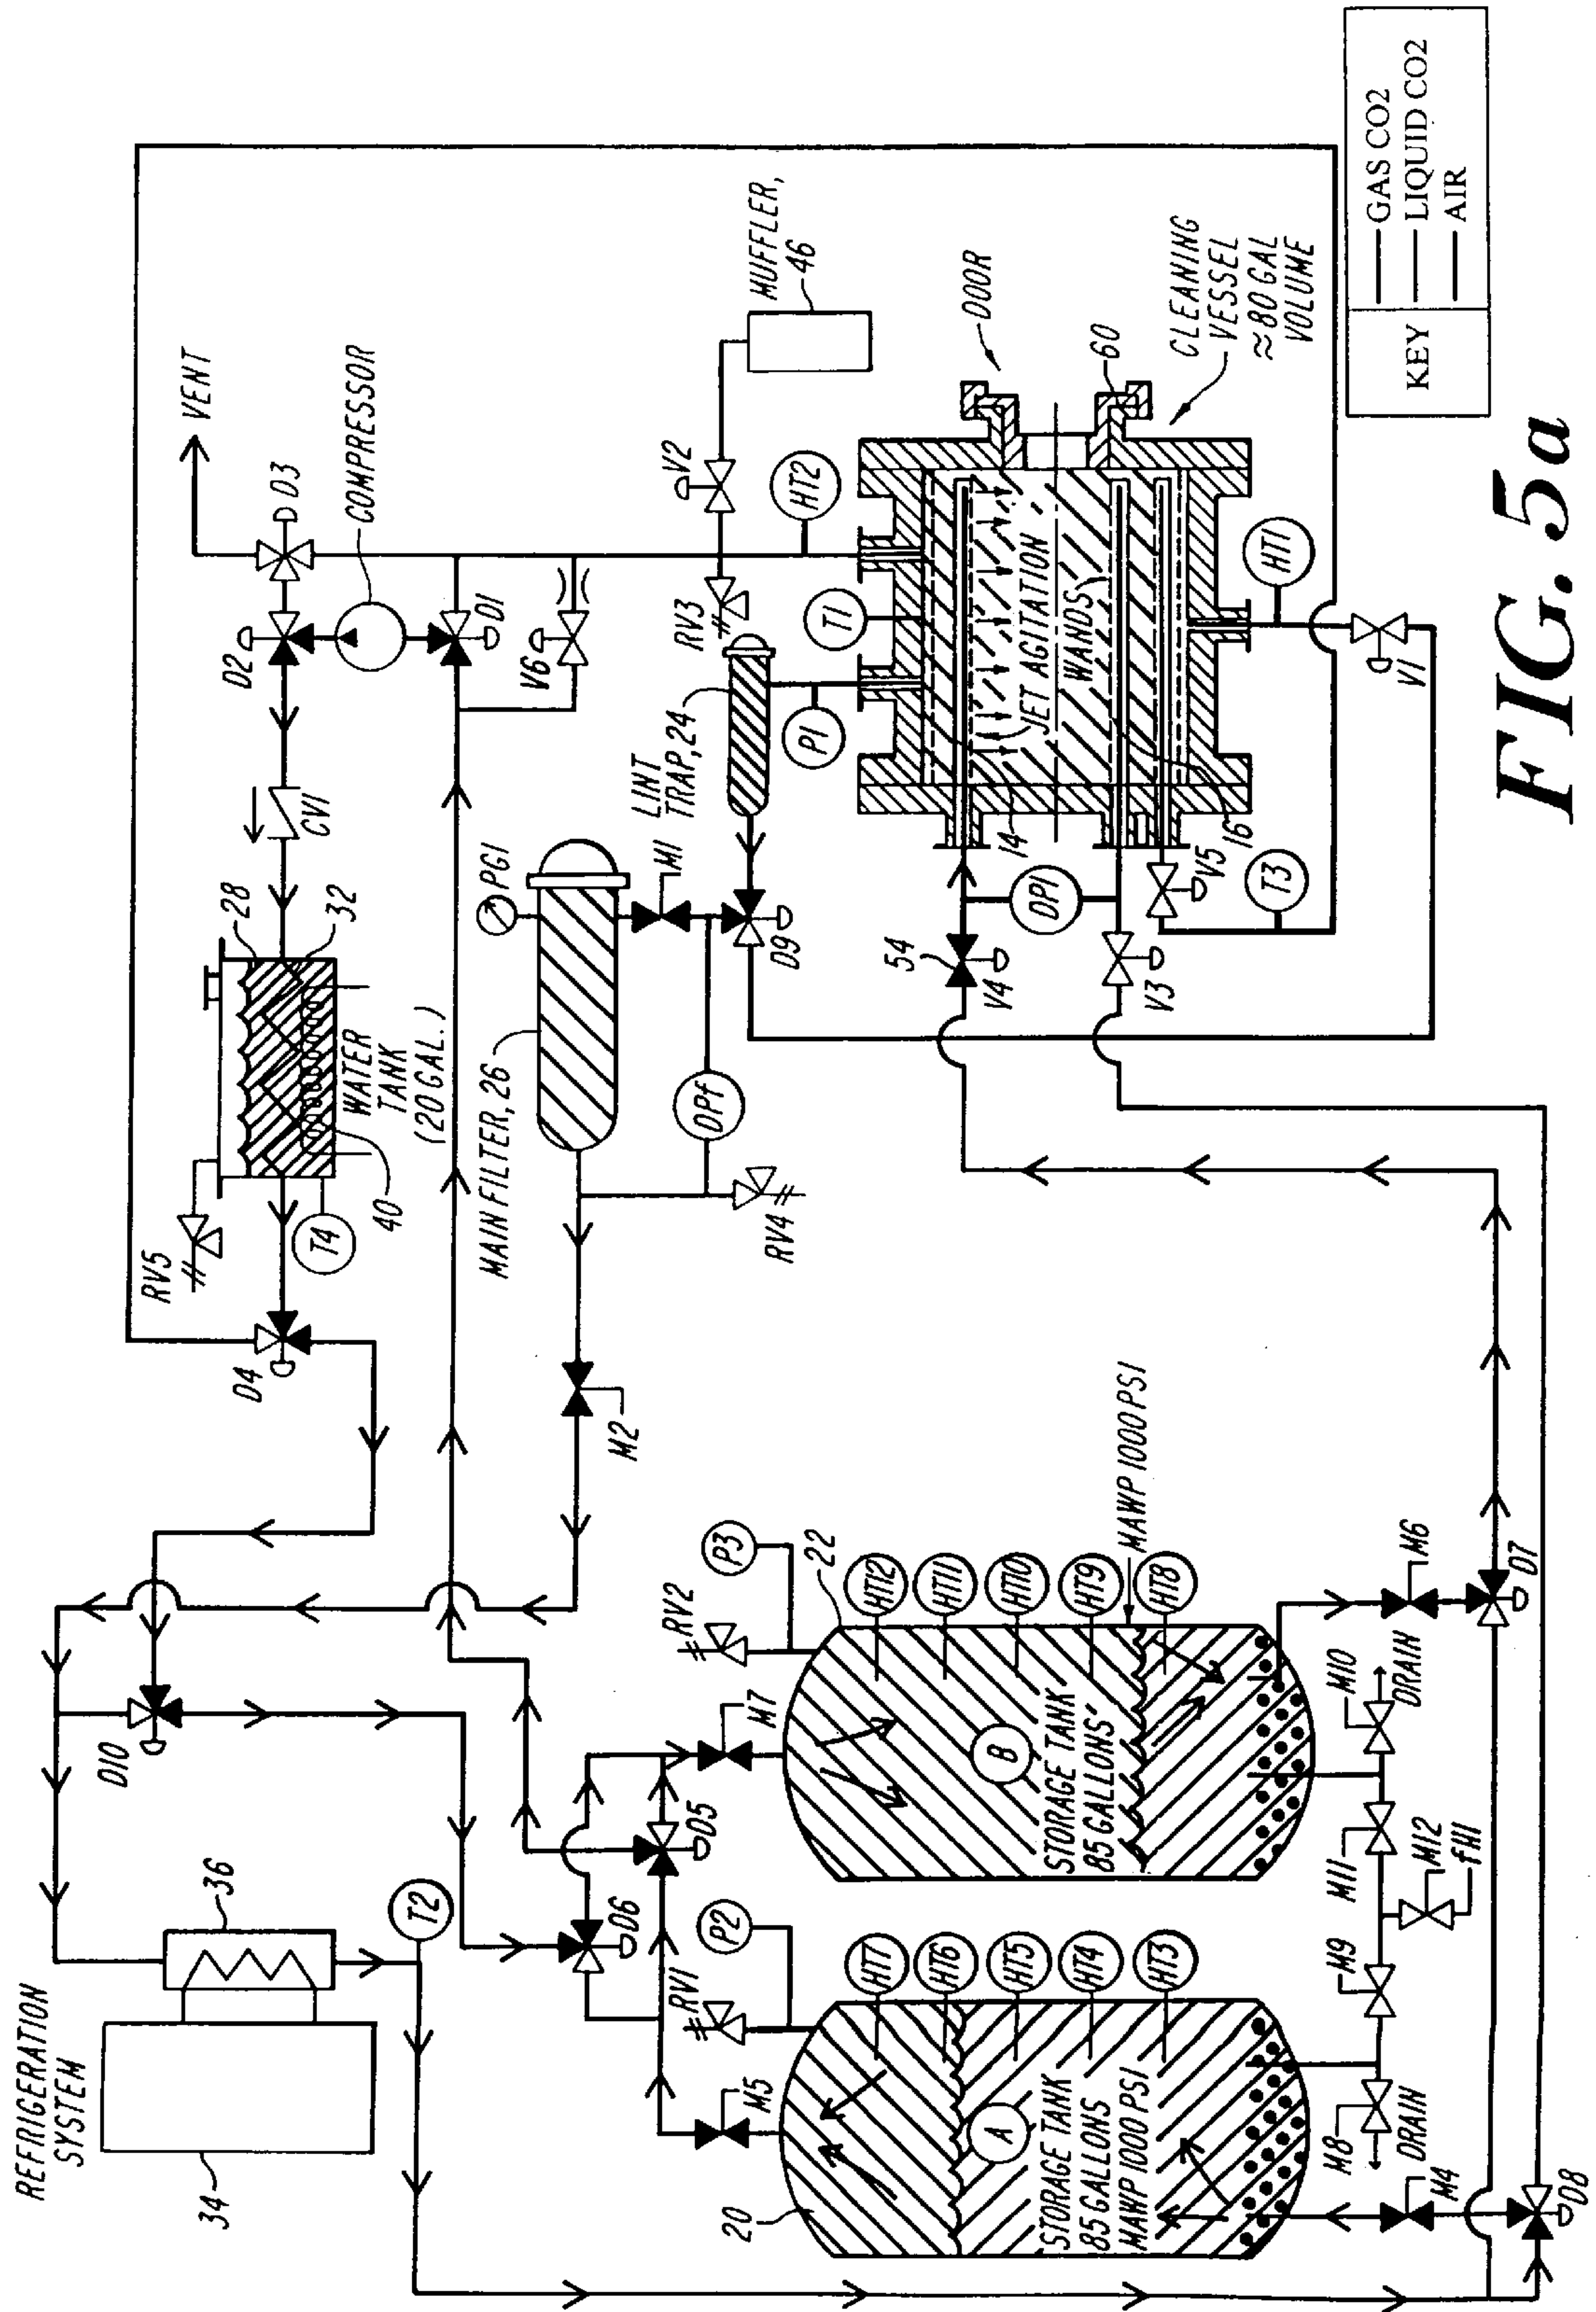 REFRIGERATION
SYSTEM
34
36
T2
D10
D4
RV5
T4
40
28
32
WATER
TANK
(20 GAL.)
CV1
D2
COMPRESSOR
D3
VENT
D1
V6
MAIN FILTER, 26
PG1
M1
LINT
TRAP, 24
DPf
RV4
M2
D9
P1
RV3
T1
V2
HT2
MUFFLER,
46
DOOR
60
CLEANING
VESSEL
≈80 GAL
VOLUME
JET AGITATION
WANDS
14
16
54
V4
DP1
V3
V5
T3
HT1
V1
D6
D5
P2
RV1
M5
20
HT7
HT6
HT5
HT4
HT3
A
STORAGE TANK
85 GALLONS
MAWP 1000 PSI
P3
RV2
M7
22
HT12
HT11
HT10
HT9
HT8
B
STORAGE TANK
85 GALLONS
MAWP 1000 PSI
M8
DRAIN
M9
M11
M12
fH1
M10
DRAIN
M4
D8
M6
D7
KEY
GAS CO2
LIQUID CO2
AIR
FIG. 5a